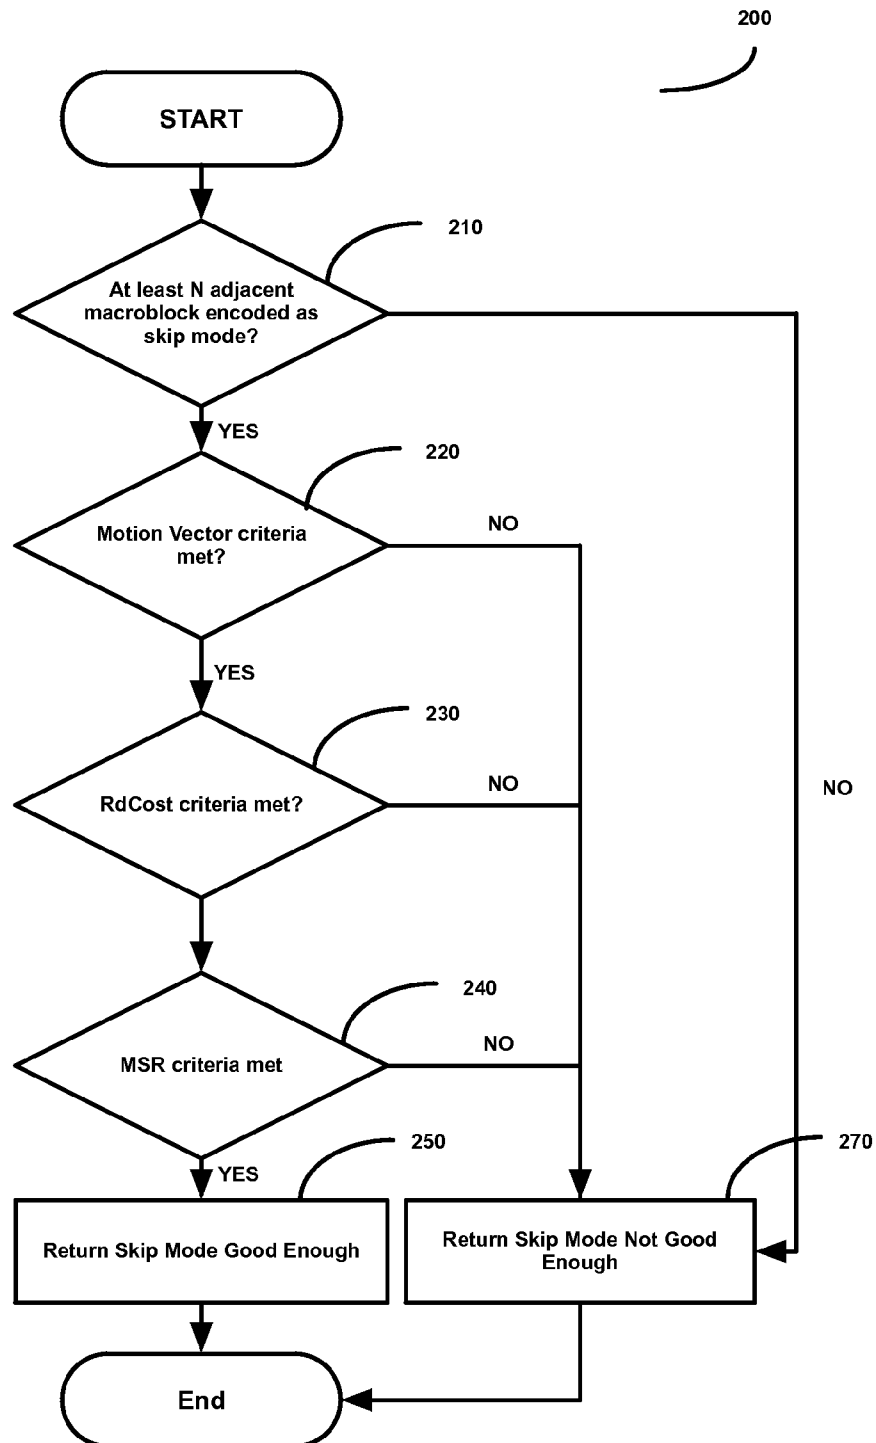 200
START
210
At least N adjacent
macroblock encoded as
skip mode?
YES
220
Motion Vector criteria
met?
NO
YES
230
RdCost criteria met?
NO
NO
240
MSR criteria met
NO
YES
250
270
Return Skip Mode Good Enough
Return Skip Mode Not Good
Enough
End